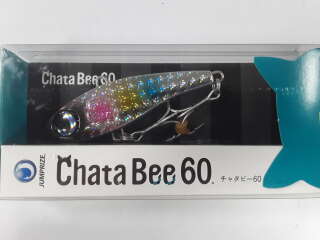 Chata Bee 60.
JUMPRIZE
Chata Bee 60.
チャタビー60